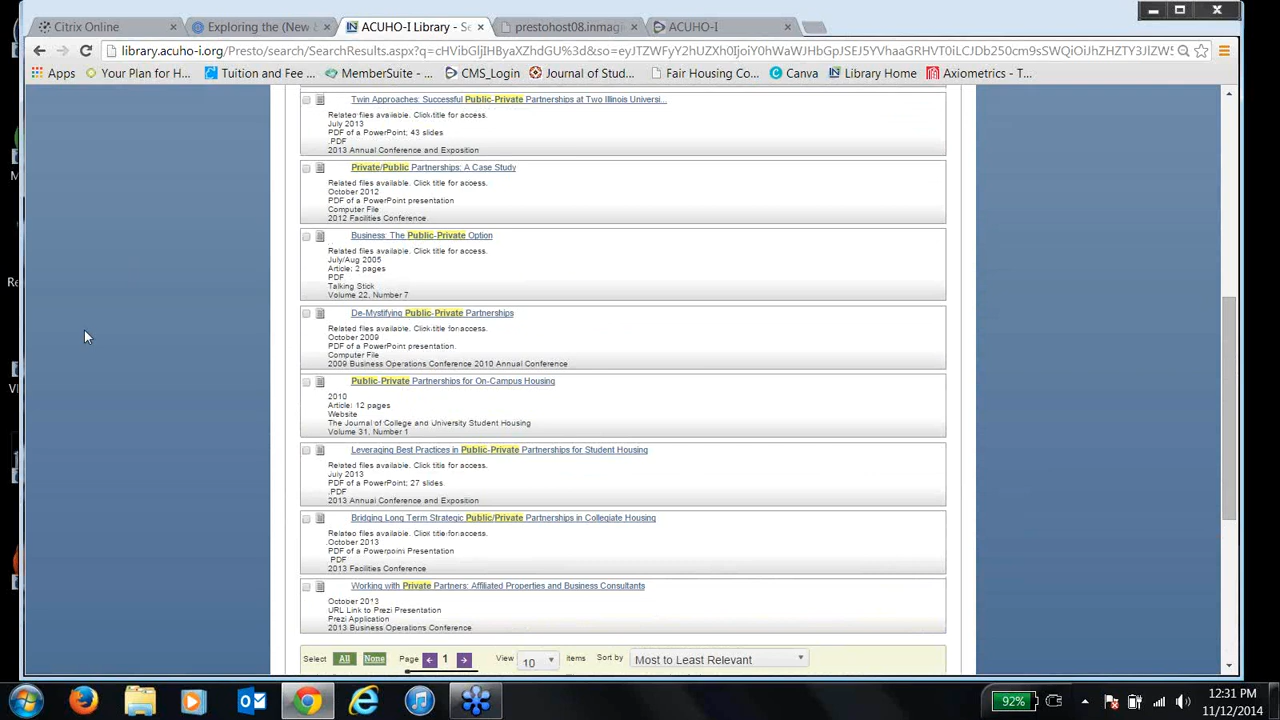 Citrix Online
Exploring the (New
ACUHO-I Library - Se
prestohost08.inmagi
ACUHO-I
library.acuho-i.org/Presto/search/SearchResults.aspx?
Apps
Your Plan for H...
Tuition and Fee ...
MemberSuite - ...
CMS_Login
Journal of Stud...
Fair Housing Co...
Canva
Library Home
Axiometrics - T...
Twin Approaches: Successful Public-Private Partnerships at Two Illinois Universi...
Related files available. Click title for access.
July 2013
PDF of a PowerPoint; 43 slides
.PDF
2013 Annual Conference and Exposition
Private/Public Partnerships: A Case Study
Related files available. Click title for access.
October 2012
PDF of a PowerPoint presentation
Computer File
2012 Facilities Conference
Business: The Public-Private Option
Related files available. Click title for access.
July/Aug 2005
Article: 2 pages
PDF
Talking Stick
Volume 22, Number 7
De-Mystifying Public-Private Partnerships
Related files available. Click title for access.
October 2009
PDF of a PowerPoint presentation.
Computer File
2009 Business Operations Conference 2010 Annual Conference
Public-Private Partnerships for On-Campus Housing
2010
Article: 12 pages
Website
The Journal of College and University Student Housing
Volume 31, Number 1
Leveraging Best Practices in Public-Private Partnerships for Student Housing
Related files available. Click title for access.
July 2013
PDF of a PowerPoint; 27 slides.
.PDF
2013 Annual Conference and Exposition
Bridging Long Term Strategic Public/Private Partnerships in Collegiate Housing
Related files available. Click title for access.
October 2013
PDF of a Powerpoint Presentation
.PDF
2013 Facilities Conference
Working with Private Partners: Affiliated Properties and Business Consultants
October 2013
URL Link to Prezi Presentation
Prezi Application
2013 Business Operations Conference
Select All None Page 1 View 10 items Sort by Most to Least Relevant
92%
12:31 PM
11/12/2014